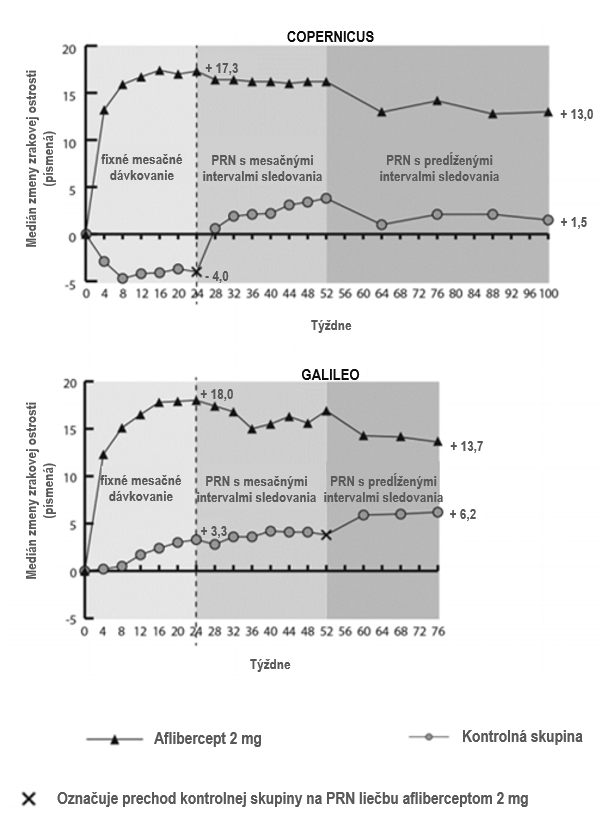 COPERNICUS
Medián zmeny zrakovej ostrosti
(písmená)
20
15
10
5
0
-5
+ 17,3
+ 13,0
fixné mesačné
dávkovanie
PRN s mesačnými
intervalmi sledovania
PRN s predĺženými
intervalmi sledovania
+ 1,5
- 4,0
0 4 8 12 16 20 24 28 32 36 40 44 48 52 56 60 64 68 72 76 80 84 88 92 96 100
Týždne
GALILEO
Medián zmeny zrakovej ostrosti
(písmená)
20
15
10
5
0
-5
+ 18,0
+ 13,7
fixné mesačné
dávkovanie
PRN s mesačnými
intervalmi sledovania
PRN s predĺženými
intervalmi sledovania
+ 3,3
+ 6,2
0 4 8 12 16 20 24 28 32 36 40 44 48 52 56 60 64 68 72 76
Týždne
Aflibercept 2 mg
Kontrolná skupina
Označuje prechod kontrolnej skupiny na PRN liečbu afliberceptom 2 mg